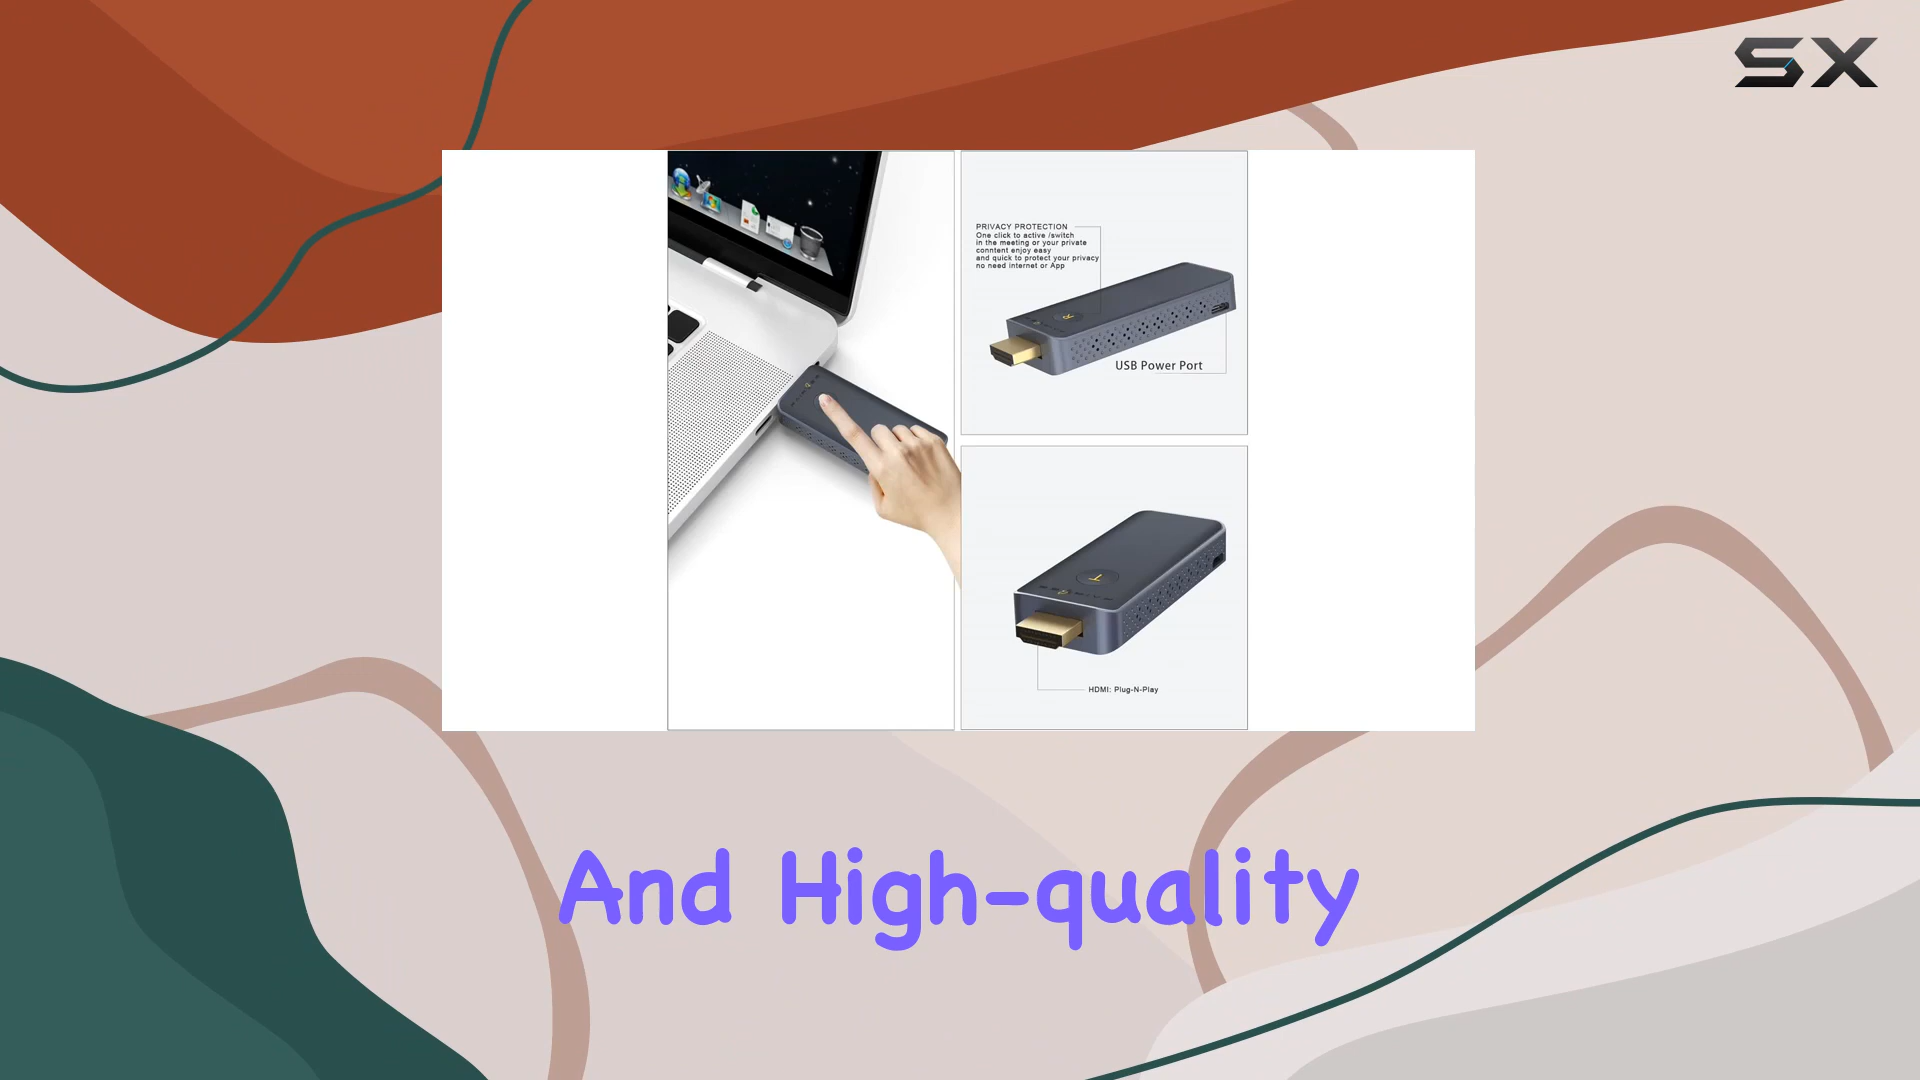 SX
PRIVACY PROTECTION
One click to active /switch
in the meeting or your private
conntent enjoy easy
and quick to protect your privacy
no need internet or App
R
USB Power Port
T
HDMI: Plug-N-Play
And High-quality